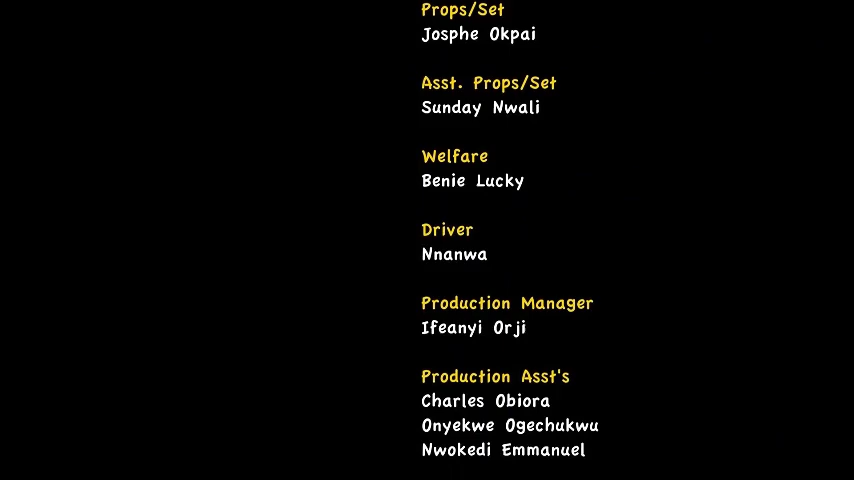 Props/Set
Josphe Okpai
Asst. Props/Set
Sunday Nwali
Welfare
Benie Lucky
Driver
Nnanwa
Production Manager
Ifeanyi Orji
Production Asst's
Charles Obiora
Onyekwe Ogechukwu
Nwokedi Emmanuel